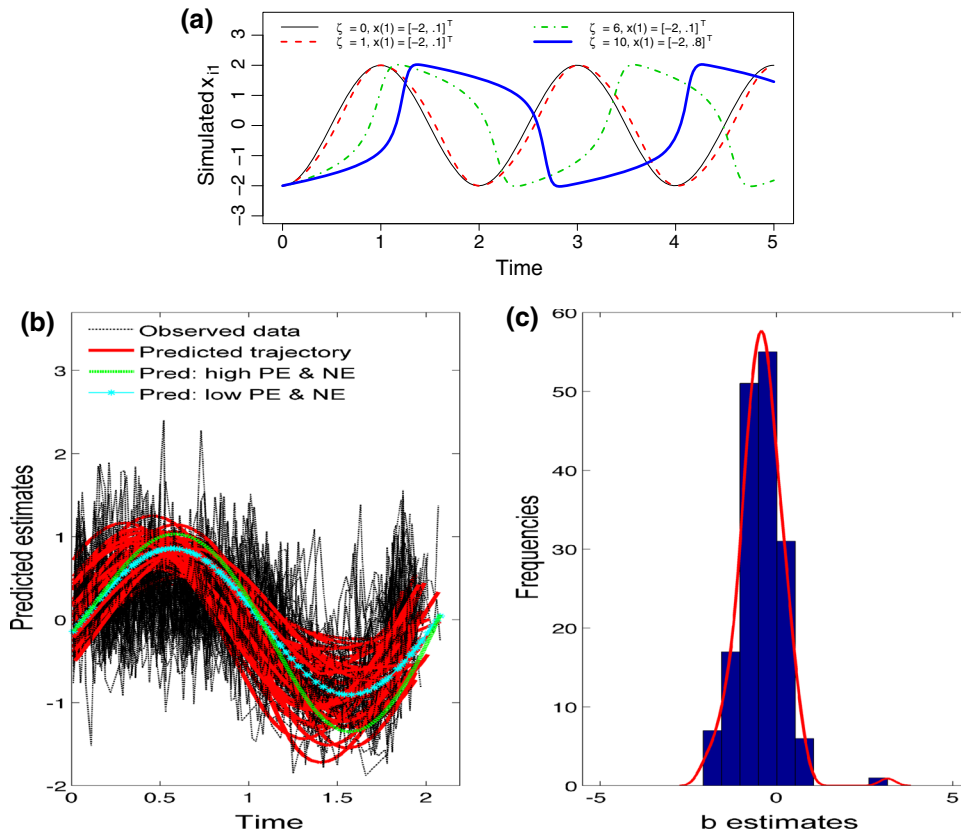 (a)
ζ = 0, x(1) = [-2, .1]ᵀ
ζ = 1, x(1) = [-2, .1]ᵀ
ζ = 6, x(1) = [-2, .1]ᵀ
ζ = 10, x(1) = [-2, .8]ᵀ
Simulated x_i1
3
2
1
0
-1
-2
-3
0 1 2 3 4 5
Time
(b)
Observed data
Predicted trajectory
Pred: high PE & NE
Pred: low PE & NE
Predicted estimates
3
2
1
0
-1
-2
0 0.5 1 1.5 2
Time
(c)
Frequencies
60
50
40
30
20
10
0
-5 0 5
b estimates